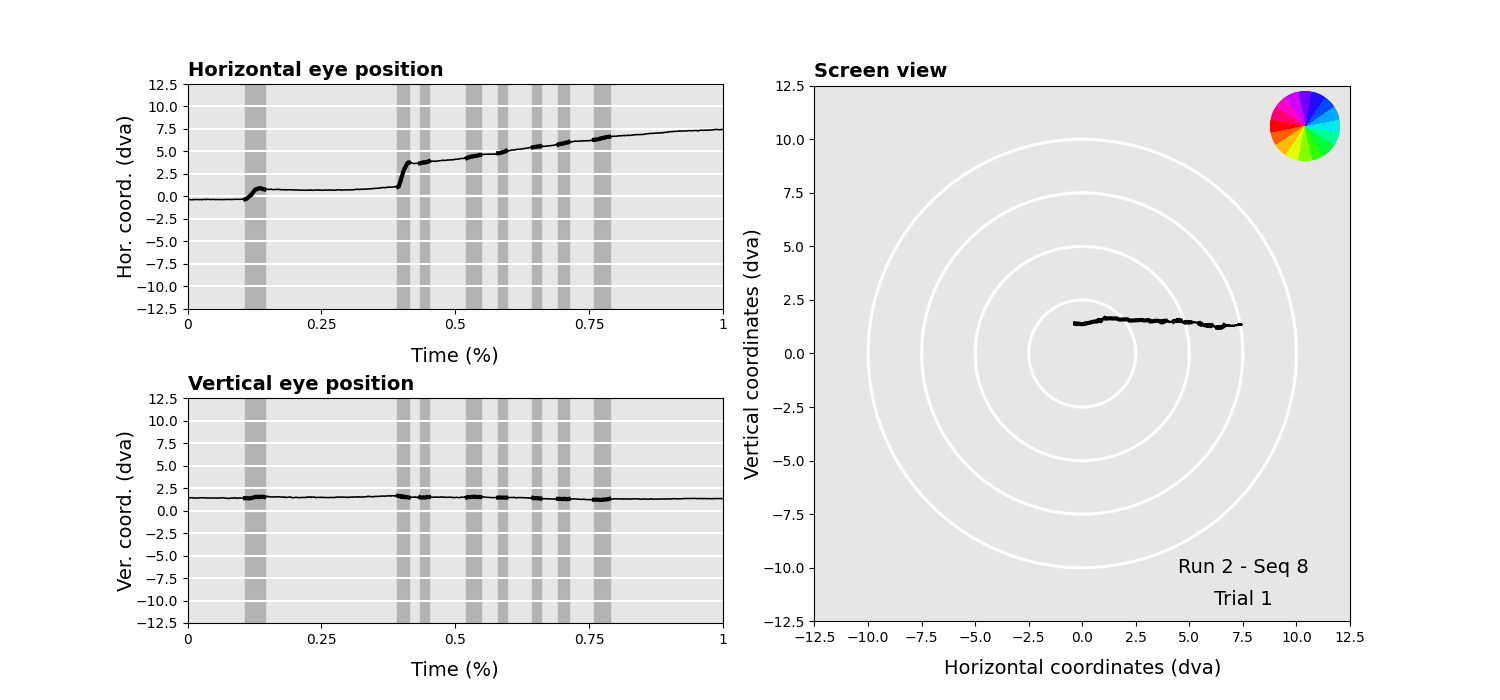 Horizontal eye position
12.5
10.0
7.5
5.0
2.5
0.0
−2.5
−5.0
−7.5
−10.0
−12.5
Hor. coord. (dva)
0 0.25 0.5 0.75 1
Time (%)
Vertical eye position
12.5
10.0
7.5
5.0
2.5
0.0
−2.5
−5.0
−7.5
−10.0
−12.5
Ver. coord. (dva)
0 0.25 0.5 0.75 1
Time (%)
Screen view
12.5
10.0
7.5
5.0
2.5
0.0
−2.5
−5.0
−7.5
−10.0
−12.5
Vertical coordinates (dva)
Run 2 - Seq 8
Trial 1
−12.5 −10.0 −7.5 −5.0 −2.5 0.0 2.5 5.0 7.5 10.0 12.5
Horizontal coordinates (dva)